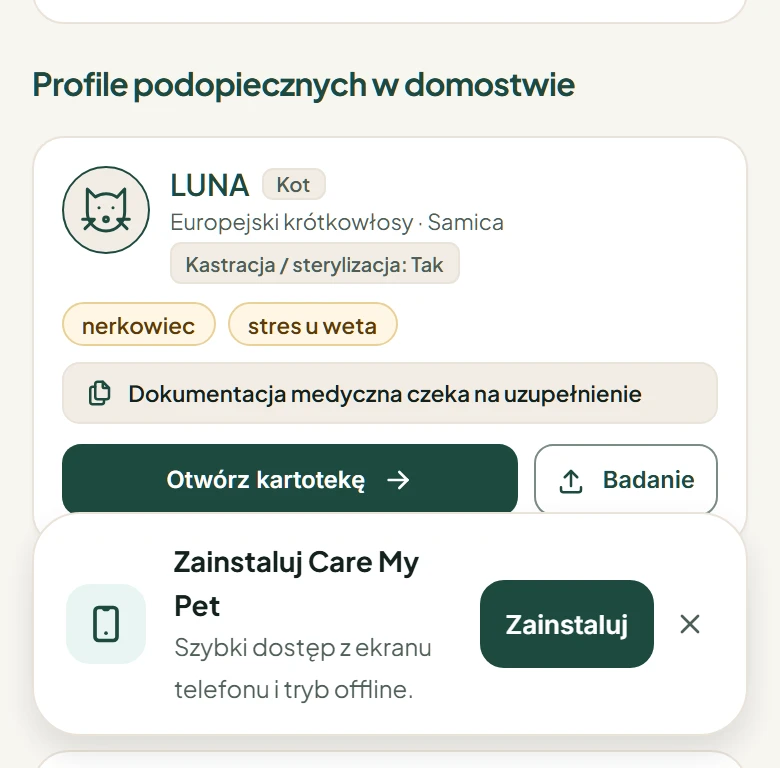 Profile podopiecznych w domostwie
LUNA Kot
Europejski krótkowłosy · Samica
Kastracja / sterylizacja: Tak
nerkowiec stres u weta
Dokumentacja medyczna czeka na uzupełnienie
Otwórz kartotekę → Badanie
Zainstaluj Care My
Pet
Szybki dostęp z ekranu
telefonu i tryb offline.
Zainstaluj